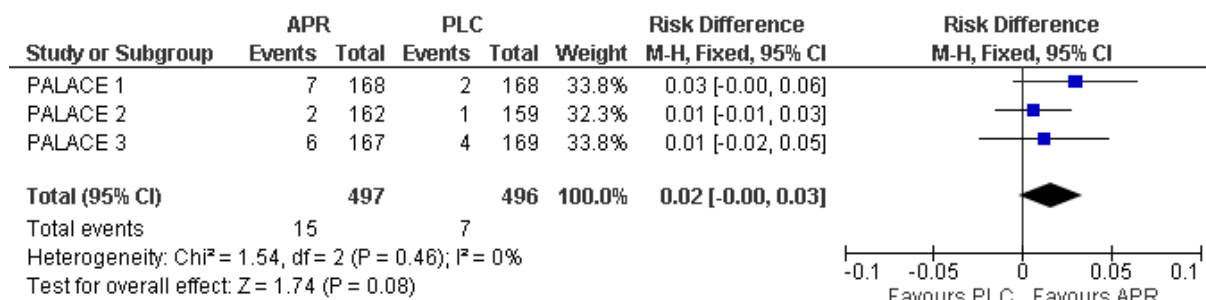 APR PLC Risk Difference Risk Difference
Study or Subgroup Events Total Events Total Weight M-H, Fixed, 95% CI M-H, Fixed, 95% CI
PALACE 1 7 168 2 168 33.8% 0.03 [-0.00, 0.06]
PALACE 2 2 162 1 159 32.3% 0.01 [-0.01, 0.03]
PALACE 3 6 167 4 169 33.8% 0.01 [-0.02, 0.05]
Total (95% CI) 497 496 100.0% 0.02 [-0.00, 0.03]
Total events 15 7
Heterogeneity: Chi² = 1.54, df = 2 (P = 0.46); I² = 0%
Test for overall effect: Z = 1.74 (P = 0.08)
-0.1 -0.05 0 0.05 0.1
Favours PLC Favours APR